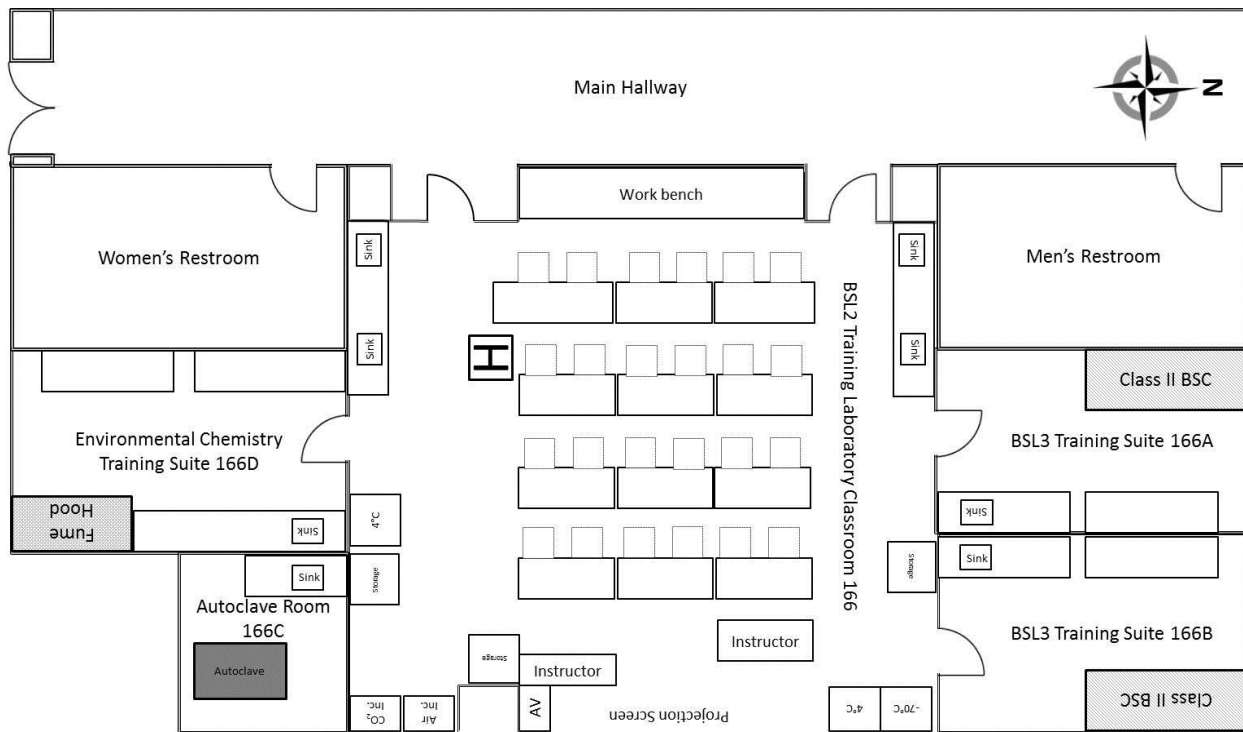 Main Hallway
N
Work bench
Women's Restroom
Sink
Sink
Men's Restroom
Sink
Sink
H
BSL2 Training Laboratory Classroom 166
Class II BSC
Environmental Chemistry
Training Suite 166D
BSL3 Training Suite 166A
Fume
Hood
Sink
4°C
Sink
Sink
Storage
Storage
Sink
Autoclave Room
166C
Autoclave
BSL3 Training Suite 166B
Instructor
Storage
Instructor
Class II BSC
CO₂
Inc.
Air
Inc.
AV
Projection Screen
4°C
-70°C